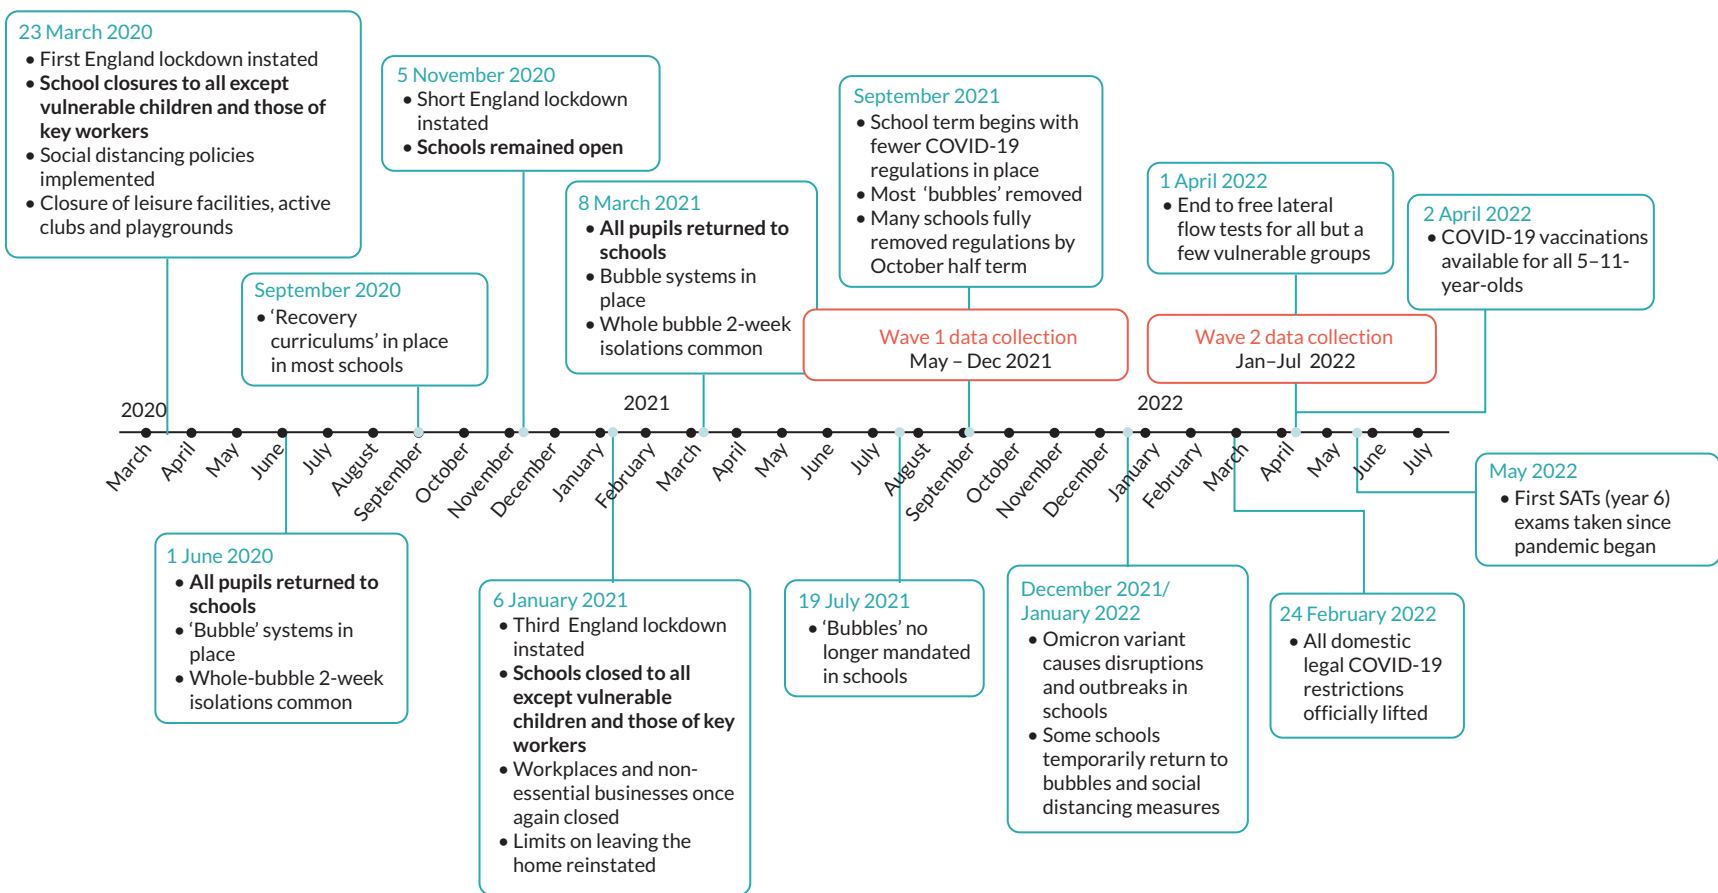 23 March 2020
• First England lockdown instated
• School closures to all except
vulnerable children and those of
key workers
• Social distancing policies
implemented
• Closure of leisure facilities, active
clubs and playgrounds
5 November 2020
• Short England lockdown
instated
• Schools remained open
September 2021
• School term begins with
fewer COVID-19
regulations in place
• Most ‘bubbles’ removed
• Many schools fully
removed regulations by
October half term
1 April 2022
• End to free lateral
flow tests for all but a
few vulnerable groups
2 April 2022
• COVID-19 vaccinations
available for all 5–11-
year-olds
8 March 2021
• All pupils returned to
schools
• Bubble systems in
place
• Whole bubble 2-week
isolations common
September 2020
• ‘Recovery
curriculums’ in place
in most schools
Wave 1 data collection
May – Dec 2021
Wave 2 data collection
Jan–Jul 2022
2020
2021
2022
March
April
May
June
July
August
September
October
November
December
January
February
March
April
May
June
July
August
September
October
November
December
January
February
March
April
May
June
July
1 June 2020
• All pupils returned to
schools
• ‘Bubble’ systems in
place
• Whole-bubble 2-week
isolations common
6 January 2021
• Third England lockdown
instated
• Schools closed to all
except vulnerable
children and those of key
workers
• Workplaces and non-
essential businesses once
again closed
• Limits on leaving the
home reinstated
19 July 2021
• ‘Bubbles’ no
longer mandated
in schools
December 2021/
January 2022
• Omicron variant
causes disruptions
and outbreaks in
schools
• Some schools
temporarily return to
bubbles and social
distancing measures
24 February 2022
• All domestic
legal COVID-19
restrictions
officially lifted
May 2022
• First SATs (year 6)
exams taken since
pandemic began